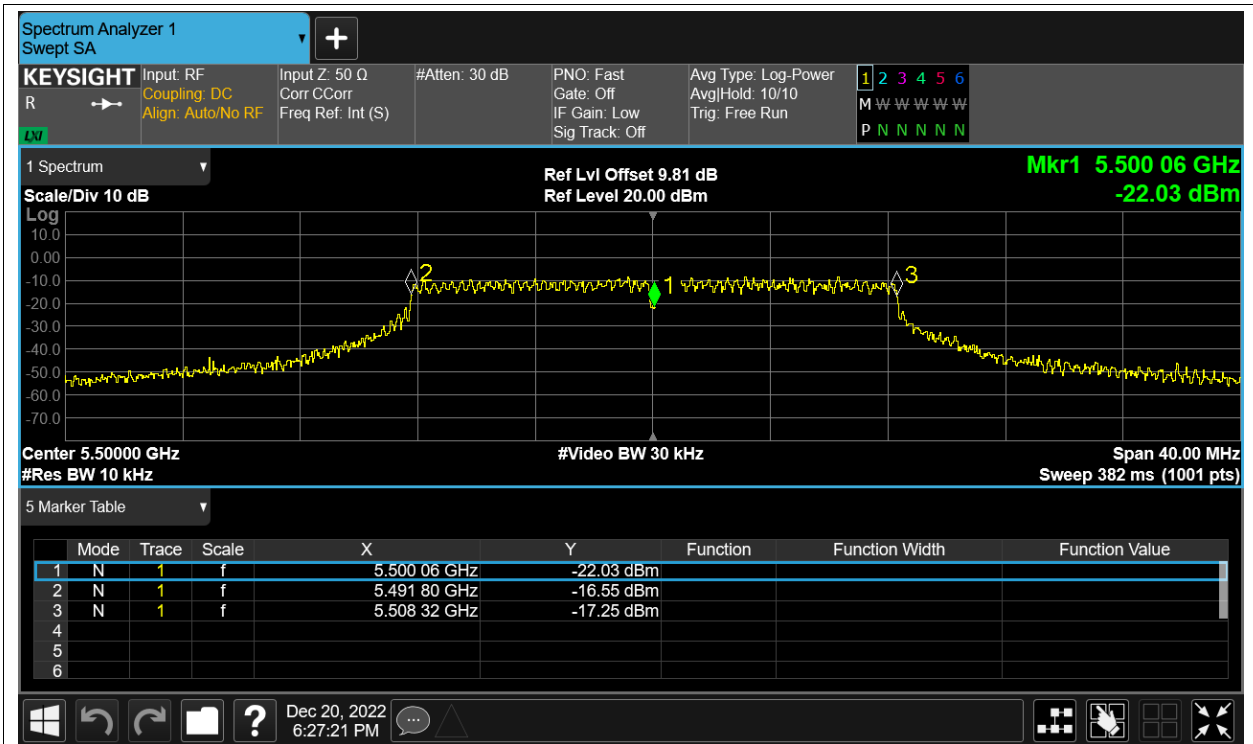 Spectrum Analyzer 1
Swept SA
KEYSIGHT
R
LXI
Input: RF
Coupling: DC
Align: Auto/No RF
Input Z: 50 Ω
Corr CCorr
Freq Ref: Int (S)
#Atten: 30 dB
PNO: Fast
Gate: Off
IF Gain: Low
Sig Track: Off
Avg Type: Log-Power
Avg|Hold: 10/10
Trig: Free Run
1 2 3 4 5 6
M W W W W W
P N N N N N
1 Spectrum
Scale/Div 10 dB
Ref Lvl Offset 9.81 dB
Ref Level 20.00 dBm
Mkr1 5.500 06 GHz
-22.03 dBm
Log
10.0
0.00
-10.0
-20.0
-30.0
-40.0
-50.0
-60.0
-70.0
2
1
3
Center 5.50000 GHz
#Res BW 10 kHz
#Video BW 30 kHz
Span 40.00 MHz
Sweep 382 ms (1001 pts)
5 Marker Table
Mode Trace Scale X Y Function Function Width Function Value
1 N 1 f 5.500 06 GHz -22.03 dBm
2 N 1 f 5.491 80 GHz -16.55 dBm
3 N 1 f 5.508 32 GHz -17.25 dBm
4
5
6
?
Dec 20, 2022
6:27:21 PM